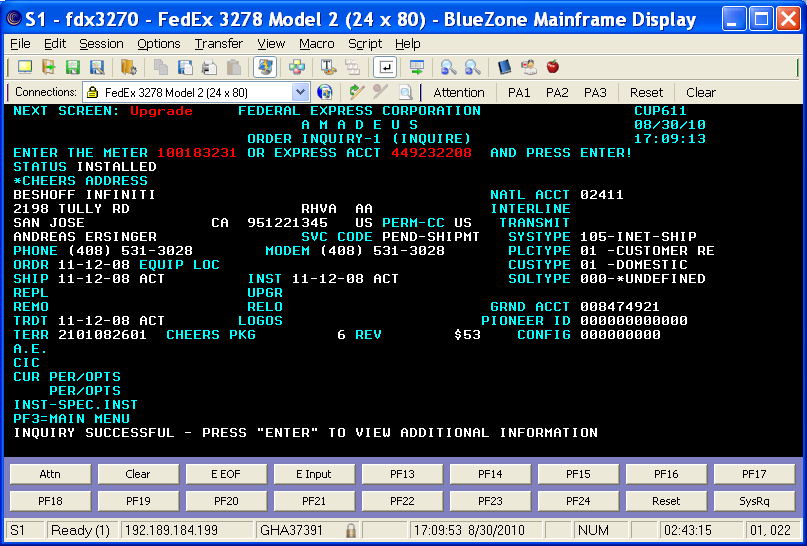 S1 - fdx3270 - FedEx 3278 Model 2 (24 x 80) - BlueZone Mainframe Display
File Edit Session Options Transfer View Macro Script Help
Connections: FedEx 3278 Model 2 (24 x 80) Attention PA1 PA2 PA3 Reset Clear
NEXT SCREEN: Upgrade FEDERAL EXPRESS CORPORATION CUP611
A M A D E U S 08/30/10
ORDER INQUIRY-1 (INQUIRE) 17:09:13
ENTER THE METER 100183231 OR EXPRESS ACCT 449232208 AND PRESS ENTER!
STATUS INSTALLED
*CHEERS ADDRESS
BESHOFF INFINITI NATL ACCT 02411
2198 TULLY RD RHVA AA INTERLINE
SAN JOSE CA 951221345 US PERM-CC US TRANSMIT
ANDREAS ERSINGER SVC CODE PEND-SHIPMT SYSTYPE 105-INET-SHIP
PHONE (408) 531-3028 MODEM (408) 531-3028 PLCTYPE 01 -CUSTOMER RE
ORDR 11-12-08 EQUIP LOC CUSTYPE 01 -DOMESTIC
SHIP 11-12-08 ACT INST 11-12-08 ACT SOLTYPE 000-*UNDEFINED
REPL UPGR
REMO RELO GRND ACCT 008474921
TRDT 11-12-08 ACT LOGOS PIONEER ID 000000000000
TERR 2101082601 CHEERS PKG 6 REV $53 CONFIG 000000000
A.E.
CIC
CUR PER/OPTS
PER/OPTS
INST-SPEC.INST
PF3=MAIN MENU
INQUIRY SUCCESSFUL - PRESS "ENTER" TO VIEW ADDITIONAL INFORMATION
Attn Clear E EOF E Input PF13 PF14 PF15 PF16 PF17
PF18 PF19 PF20 PF21 PF22 PF23 PF24 Reset SysRq
S1 Ready (1) 192.189.184.199 GHA37391 17:09:53 8/30/2010 NUM 02:43:15 01, 022